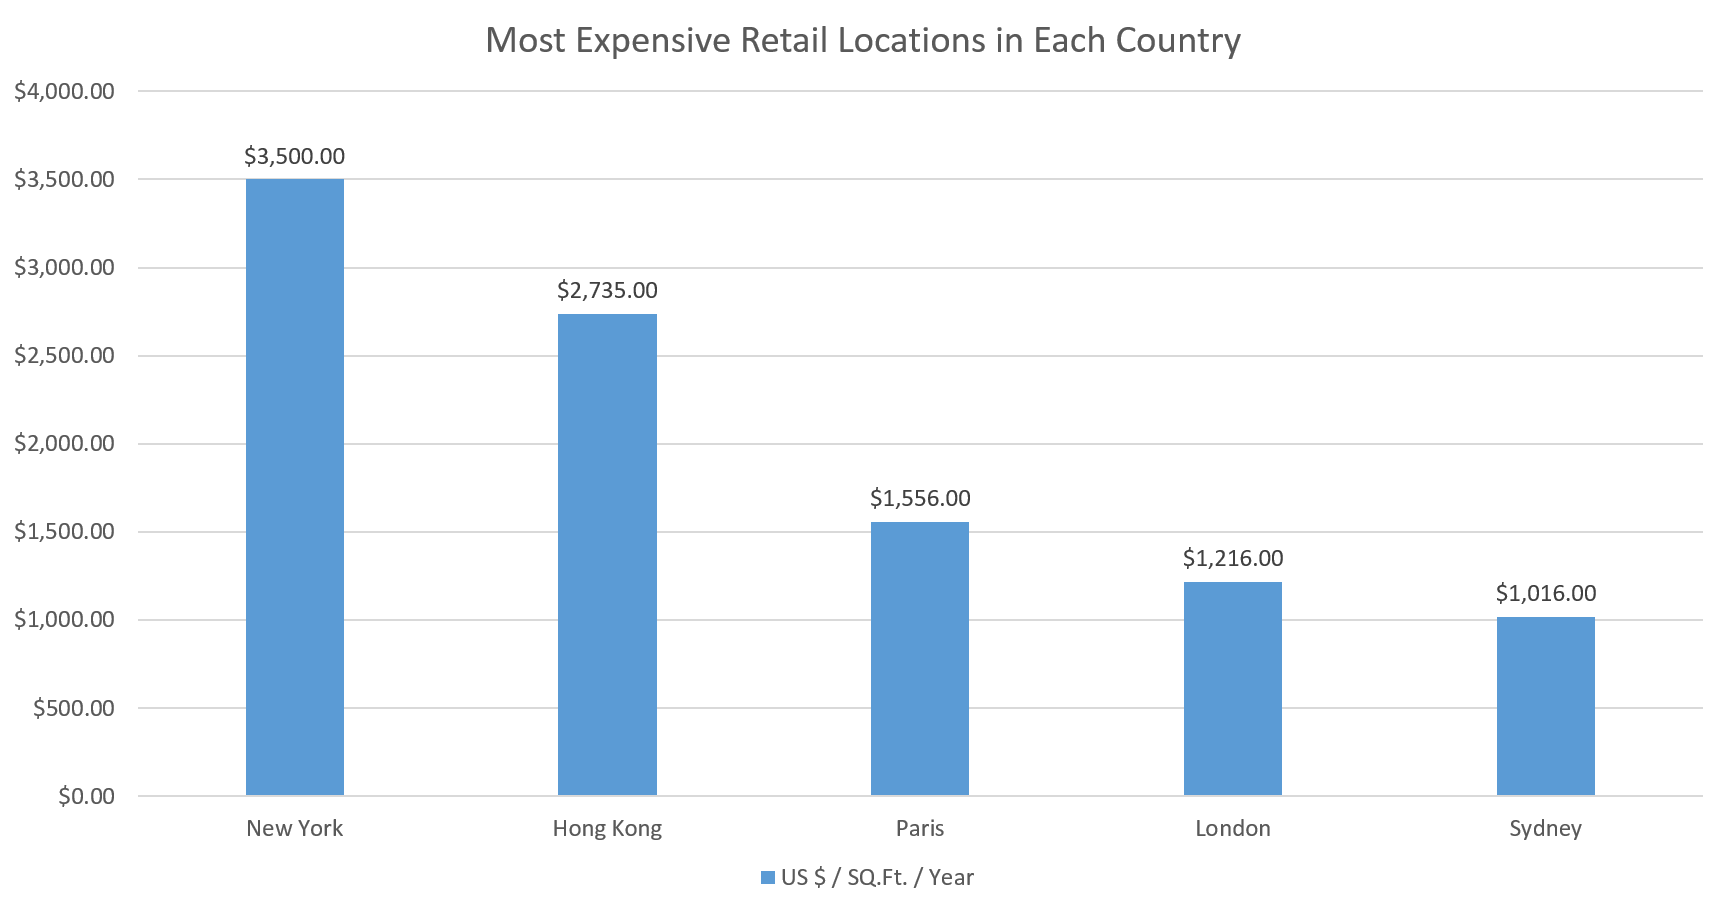 Most Expensive Retail Locations in Each Country
$4,000.00
$3,500.00
$3,000.00
$2,500.00
$2,000.00
$1,500.00
$1,000.00
$500.00
$0.00
$3,500.00
$2,735.00
$1,556.00
$1,216.00
$1,016.00
New York
Hong Kong
Paris
London
Sydney
US $ / SQ.Ft. / Year